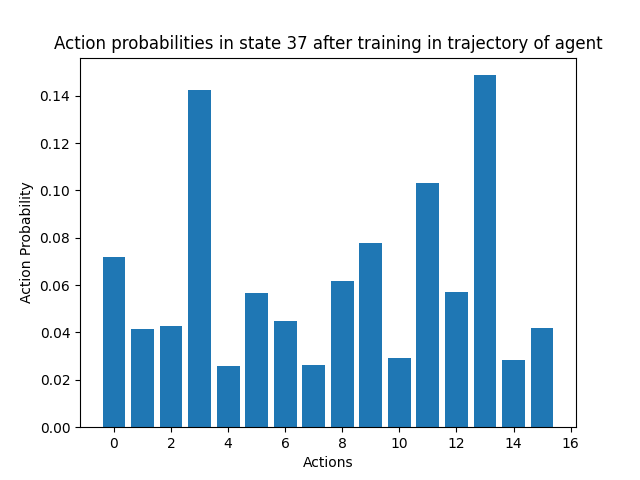 Action probabilities in state 37 after training in trajectory of agent
0.14
0.12
0.10
0.08
0.06
0.04
0.02
0.00
Action Probability
0 2 4 6 8 10 12 14 16
Actions